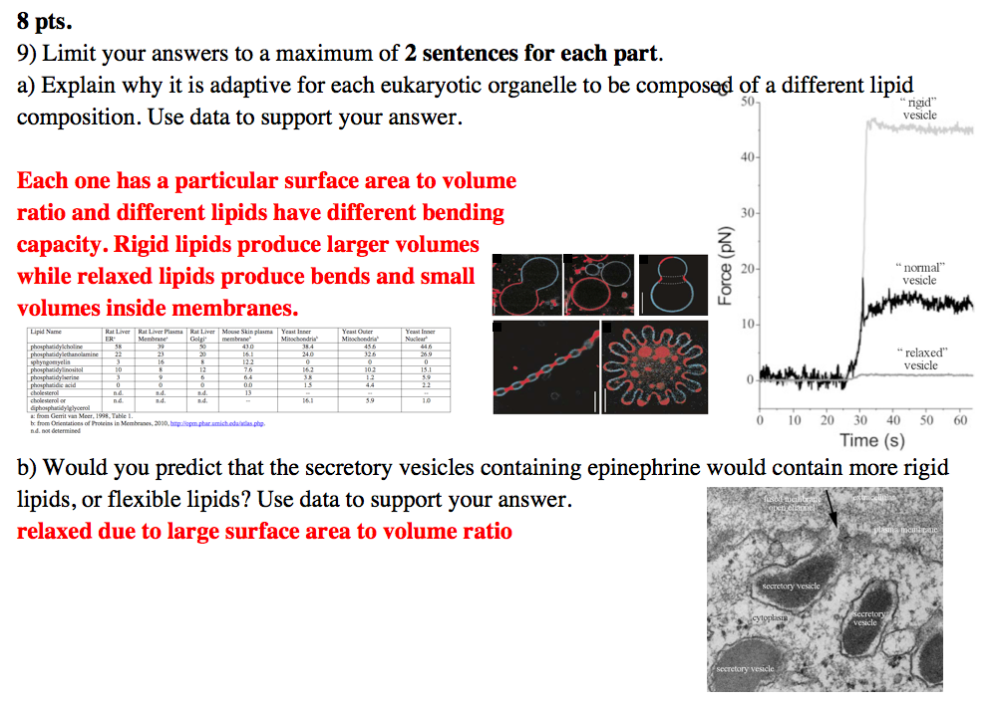 8 pts.
9) Limit your answers to a maximum of 2 sentences for each part.
a) Explain why it is adaptive for each eukaryotic organelle to be composed of a different lipid
composition. Use data to support your answer.
Each one has a particular surface area to volume
ratio and different lipids have different bending
capacity. Rigid lipids produce larger volumes
while relaxed lipids produce bends and small
volumes inside membranes.
50
40
30
20
10
0
Force (pN)
"rigid"
vesicle
"normal"
vesicle
"relaxed"
vesicle
0 10 20 30 40 50 60
Time (s)
Lipid Name Rat Liver ER Rat Liver Plasma Membrane Rat Liver Golgi Mouse Skin plasma membrane Yeast Inner Mitochondria Yeast Outer Mitochondria Yeast Inner Nuclear
phosphatidylcholine 58 39 50 43.0 38.4 45.6 44.6
phosphatidylethanolamine 22 23 20 16.1 24.0 32.6 26.9
sphyngomyelin 3 16 8 12.2 0 0 0
phosphatidylinositol 10 8 12 7.6 16.2 10.2 15.1
phosphatidylserine 3 9 6 6.4 3.8 1.2 5.9
phosphatidic acid 0 0 0 0.0 1.5 4.4 2.2
cholesterol n.d. n.d. n.d. 13 -- -- --
cholesterol or diphosphatidylglycerol n.d. n.d. n.d. -- 16.1 5.9 1.0
a: from Gerrit van Meer, 1998, Table 1.
b: from Orientations of Proteins in Membranes, 2010, http://opm.phar.umich.edu/atlas.php.
n.d. not determined
b) Would you predict that the secretory vesicles containing epinephrine would contain more rigid
lipids, or flexible lipids? Use data to support your answer.
relaxed due to large surface area to volume ratio
fused membrane
open channel
plasma membrane
secretory vesicle
cytoplasm
secretory
vesicle
secretory vesicle